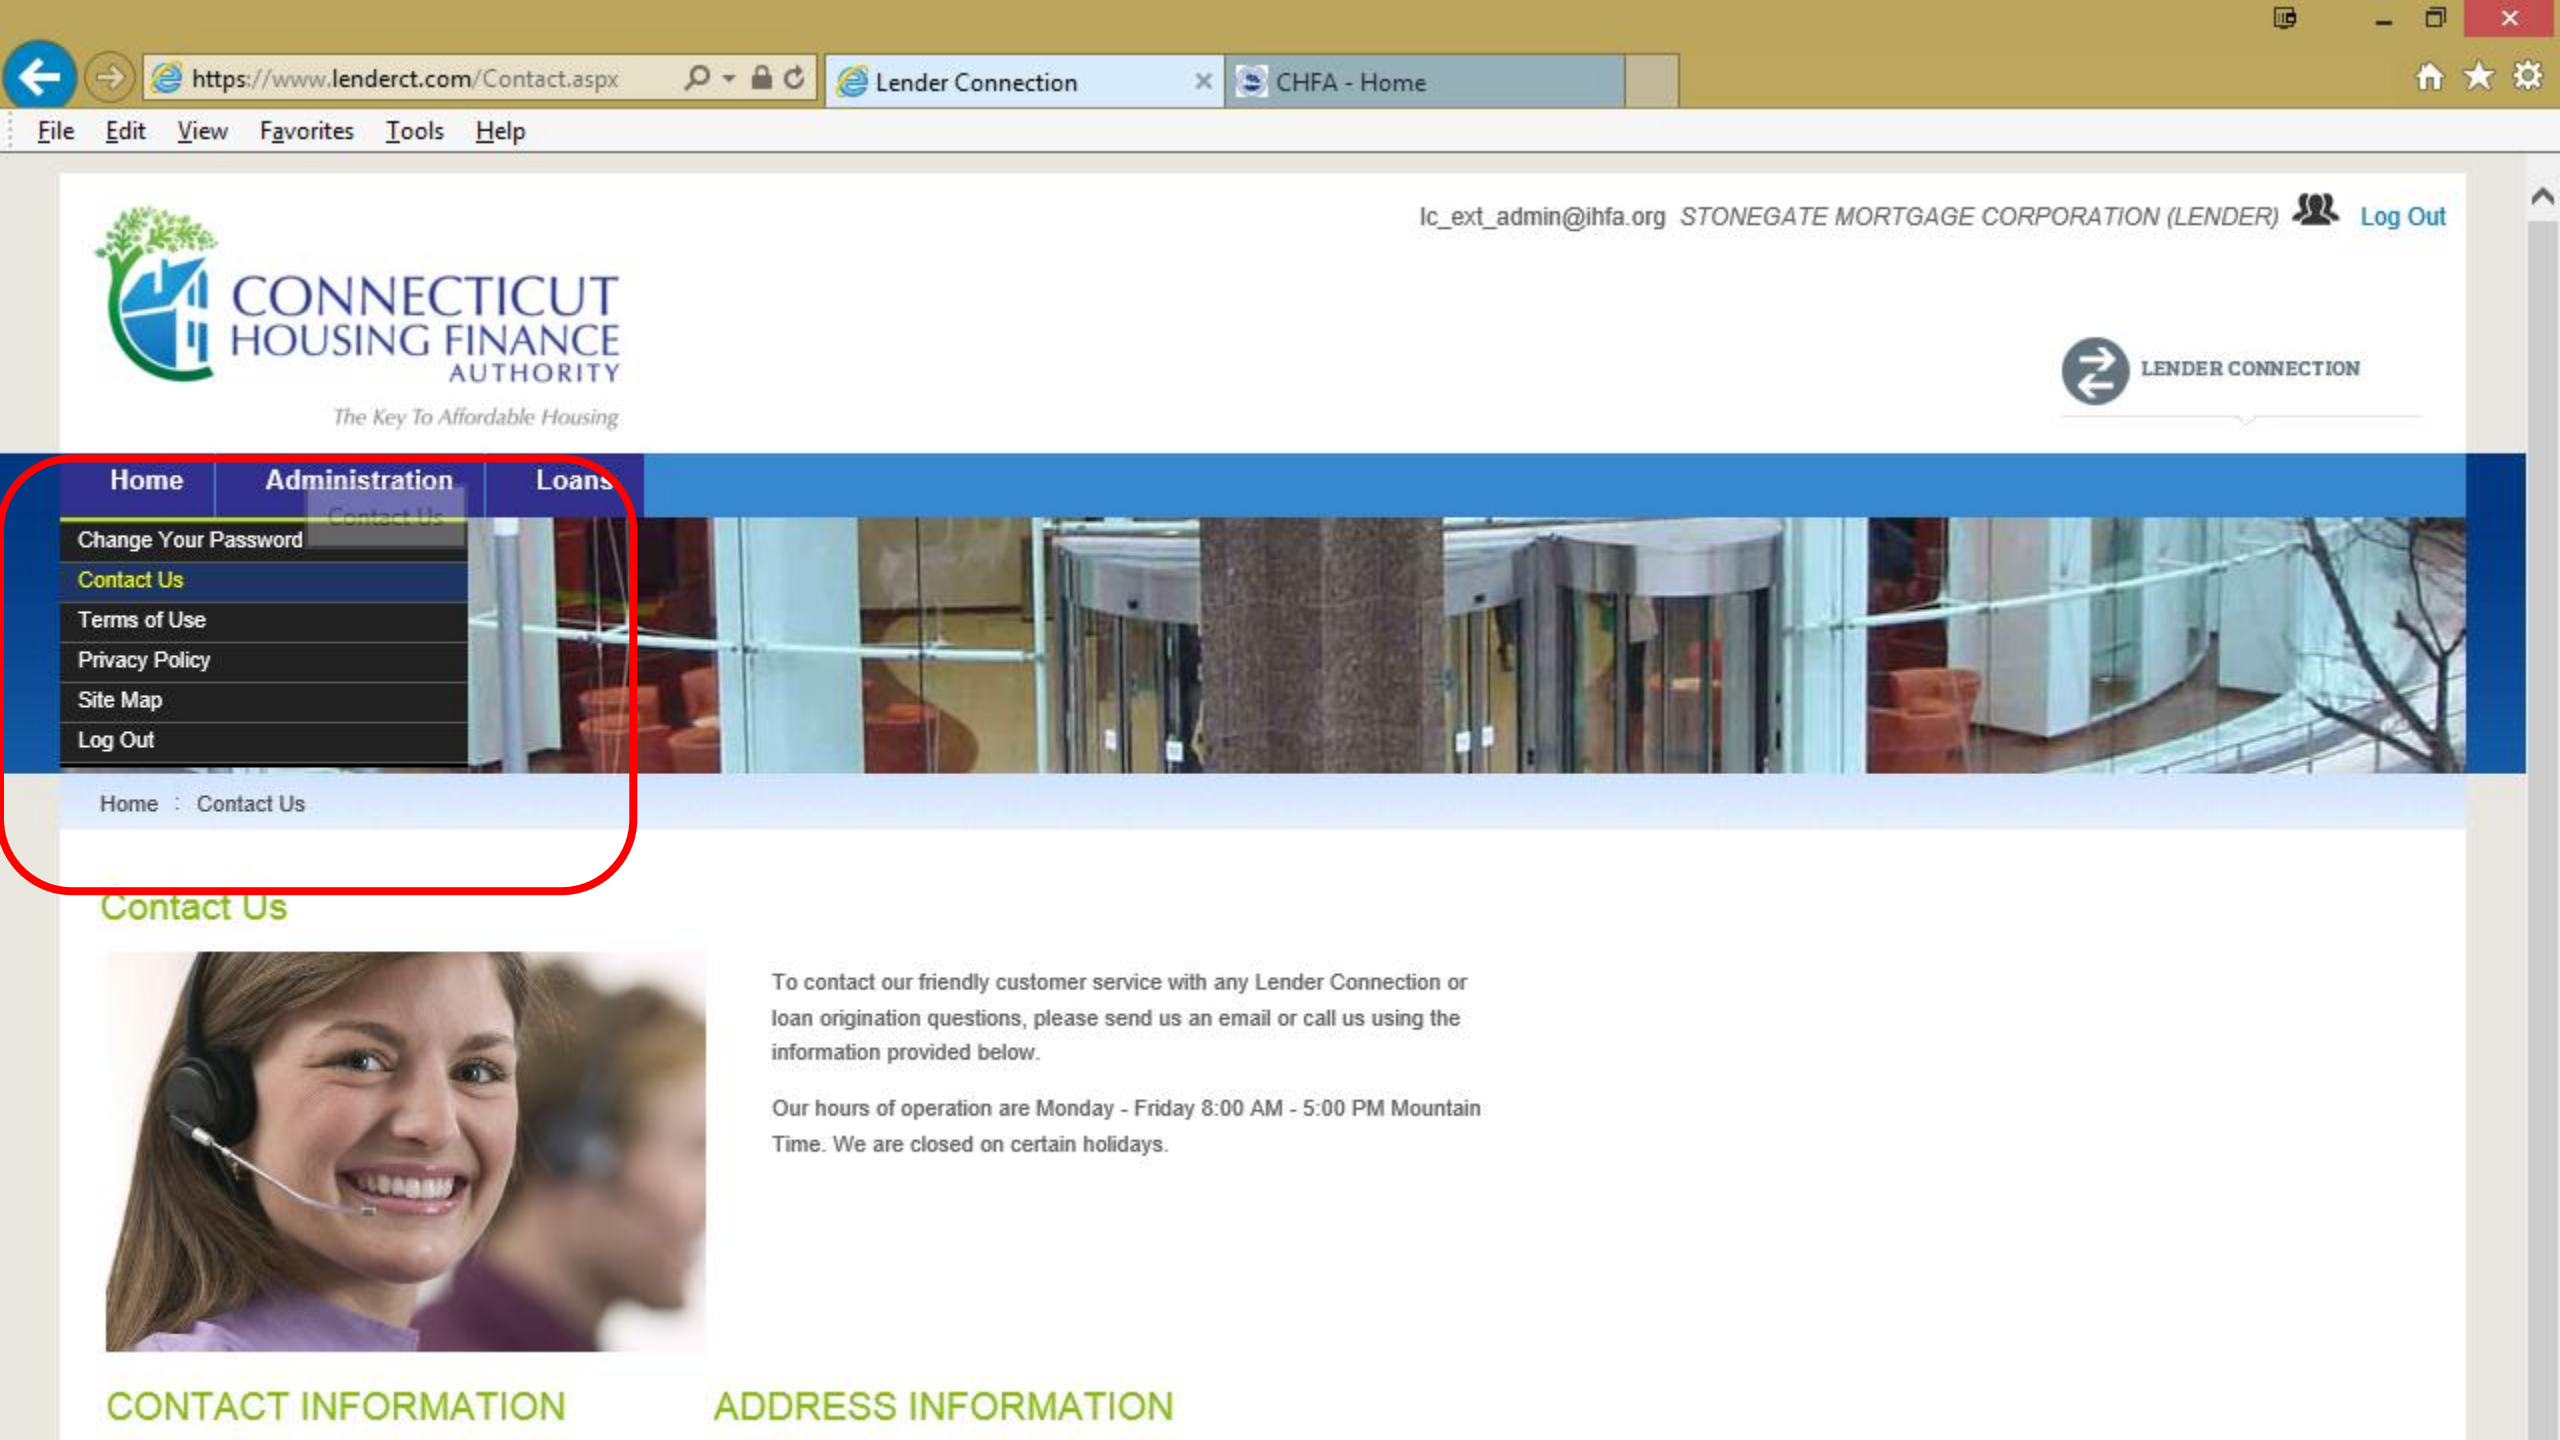 https://www.lenderct.com/Contact.aspx
Lender Connection
CHFA - Home
File Edit View Favorites Tools Help
lc_ext_admin@ihfa.org STONEGATE MORTGAGE CORPORATION (LENDER) Log Out
CONNECTICUT
HOUSING FINANCE
AUTHORITY
The Key To Affordable Housing
LENDER CONNECTION
Home Administration Loans
Contact Us
Change Your Password
Contact Us
Terms of Use
Privacy Policy
Site Map
Log Out
Home : Contact Us
Contact Us
To contact our friendly customer service with any Lender Connection or
loan origination questions, please send us an email or call us using the
information provided below.
Our hours of operation are Monday - Friday 8:00 AM - 5:00 PM Mountain
Time. We are closed on certain holidays.
CONTACT INFORMATION
ADDRESS INFORMATION